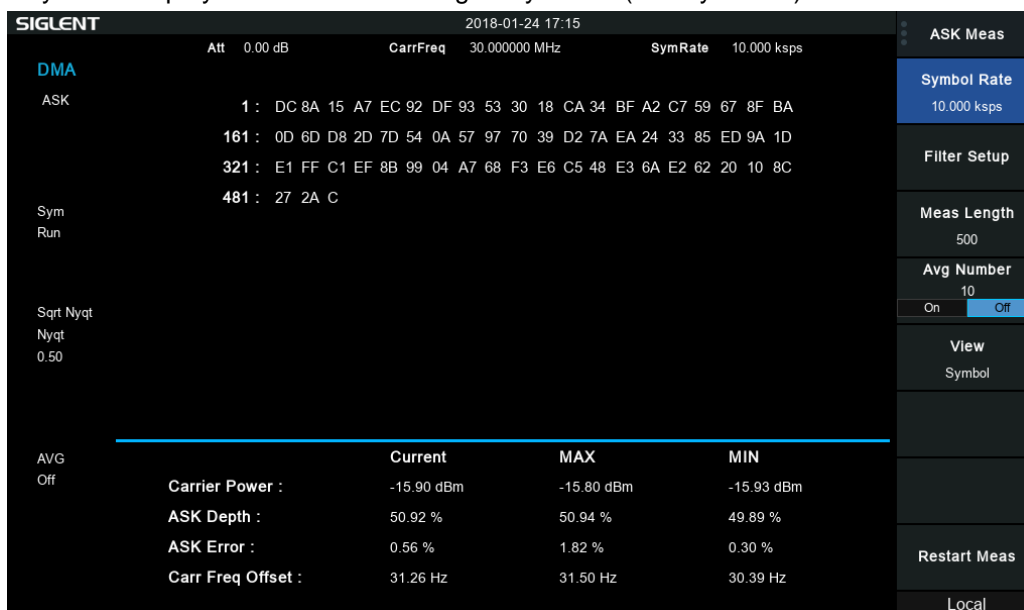 SIGLENT 2018-01-24 17:15
Att 0.00 dB CarrFreq 30.000000 MHz SymRate 10.000 ksps
DMA
ASK
1 : DC 8A 15 A7 EC 92 DF 93 53 30 18 CA 34 BF A2 C7 59 67 8F BA
161 : 0D 6D D8 2D 7D 54 0A 57 97 70 39 D2 7A EA 24 33 85 ED 9A 1D
321 : E1 FF C1 EF 8B 99 04 A7 68 F3 E6 C5 48 E3 6A E2 62 20 10 8C
481 : 27 2A C
Sym
Run
Sqrt Nyqt
Nyqt
0.50
AVG
Off
Current MAX MIN
Carrier Power : -15.90 dBm -15.80 dBm -15.93 dBm
ASK Depth : 50.92 % 50.94 % 49.89 %
ASK Error : 0.56 % 1.82 % 0.30 %
Carr Freq Offset : 31.26 Hz 31.50 Hz 30.39 Hz
ASK Meas
Symbol Rate
10.000 ksps
Filter Setup
Meas Length
500
Avg Number
10
On Off
View
Symbol
Restart Meas
Local